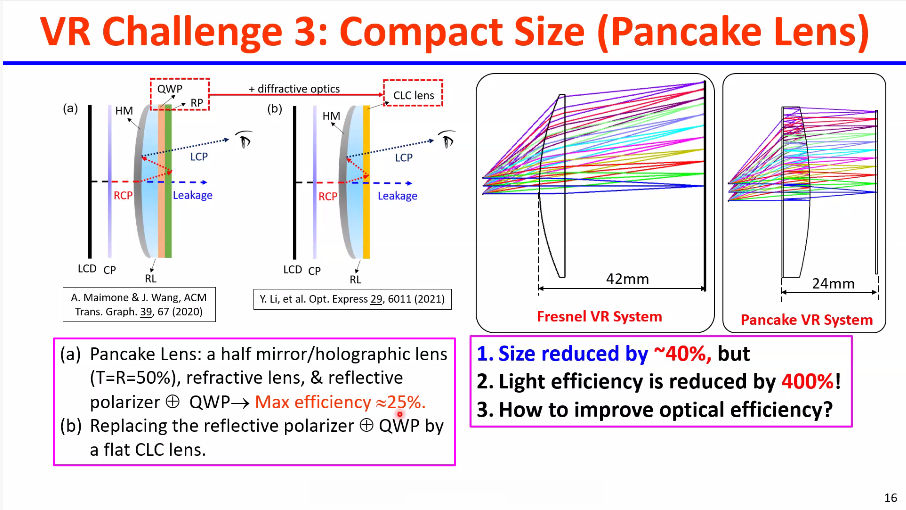 VR Challenge 3: Compact Size (Pancake Lens)
(a)
QWP
RP
HM
LCP
RCP
Leakage
LCD CP
RL
+ diffractive optics
(b)
CLC lens
HM
LCP
RCP
Leakage
LCD CP
RL
A. Maimone & J. Wang, ACM
Trans. Graph. 39, 67 (2020)
Y. Li, et al. Opt. Express 29, 6011 (2021)
42mm
Fresnel VR System
24mm
Pancake VR System
(a) Pancake Lens: a half mirror/holographic lens
(T=R=50%), refractive lens, & reflective
polarizer ⊕ QWP→ Max efficiency ≈25%.
(b) Replacing the reflective polarizer ⊕ QWP by
a flat CLC lens.
1. Size reduced by ~40%, but
2. Light efficiency is reduced by 400%!
3. How to improve optical efficiency?
16